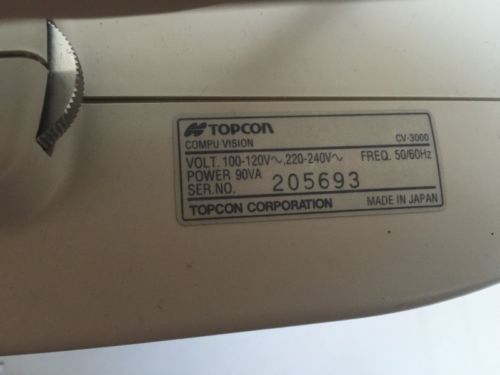 TOPCON
COMPU VISION CV-3000
VOLT. 100-120V∿, 220-240V∿ FREQ. 50/60Hz
POWER 90VA
SER.NO. 205693
TOPCON CORPORATION MADE IN JAPAN